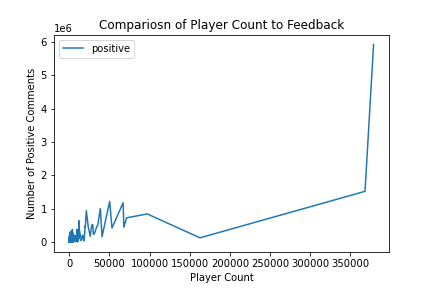 Compariosn of Player Count to Feedback
1e6
positive
6
5
4
3
2
1
0
Number of Positive Comments
0 50000 100000 150000 200000 250000 300000 350000
Player Count